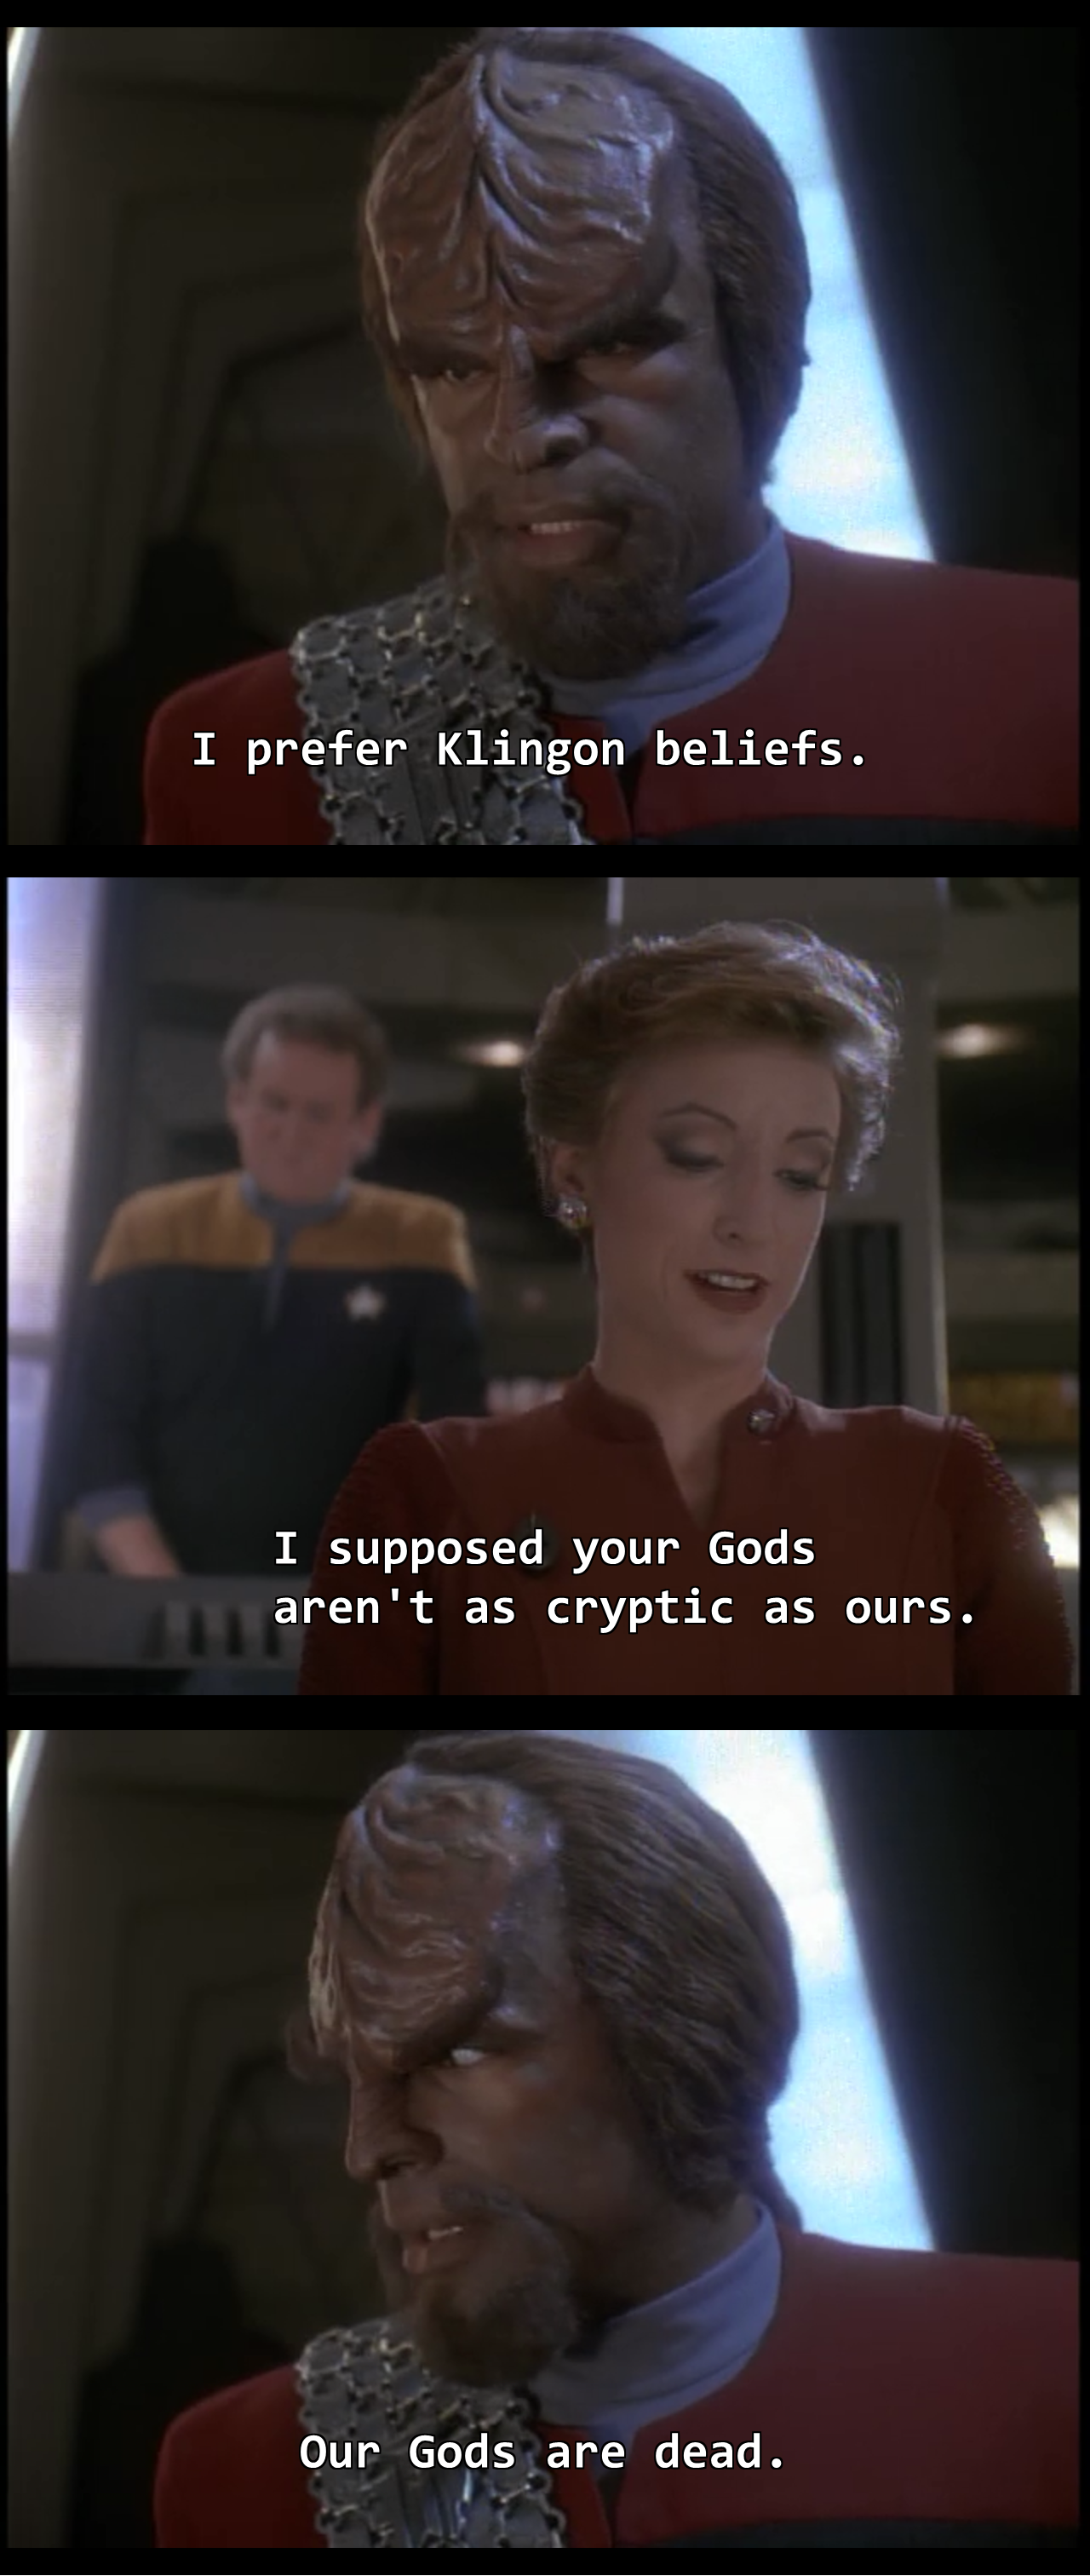 I prefer Klingon beliefs.
I supposed your Gods
aren't as cryptic as ours.
Our Gods are dead.